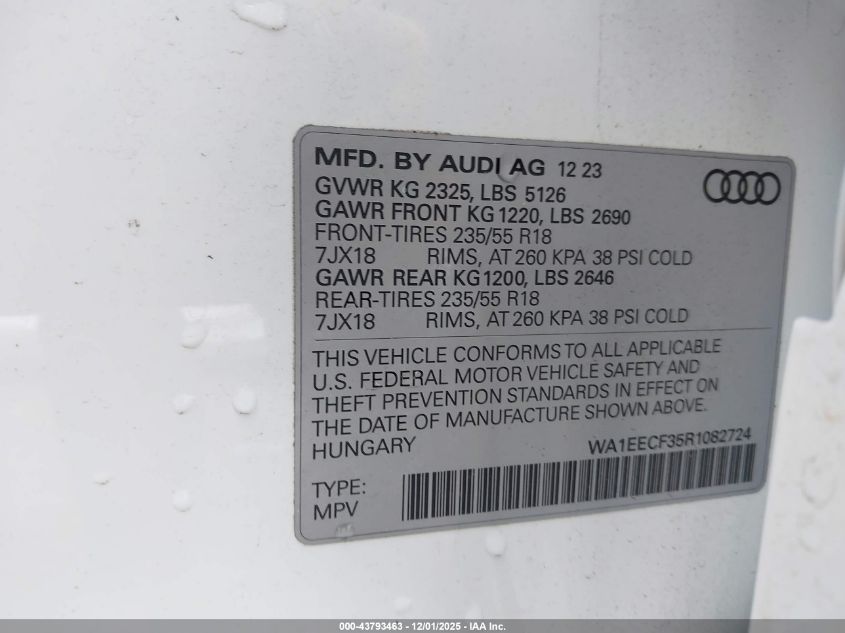 MFD. BY AUDI AG 12 23
GVWR KG 2325, LBS 5126
GAWR FRONT KG 1220, LBS 2690
FRONT-TIRES 235/55 R18
7JX18 RIMS, AT 260 KPA 38 PSI COLD
GAWR REAR KG 1200, LBS 2646
REAR-TIRES 235/55 R18
7JX18 RIMS, AT 260 KPA 38 PSI COLD
THIS VEHICLE CONFORMS TO ALL APPLICABLE
U.S. FEDERAL MOTOR VEHICLE SAFETY AND
THEFT PREVENTION STANDARDS IN EFFECT ON
THE DATE OF MANUFACTURE SHOWN ABOVE.
HUNGARY WA1EECF35R1082724
TYPE:
MPV
000-43793463 - 12/01/2025 - IAA Inc.